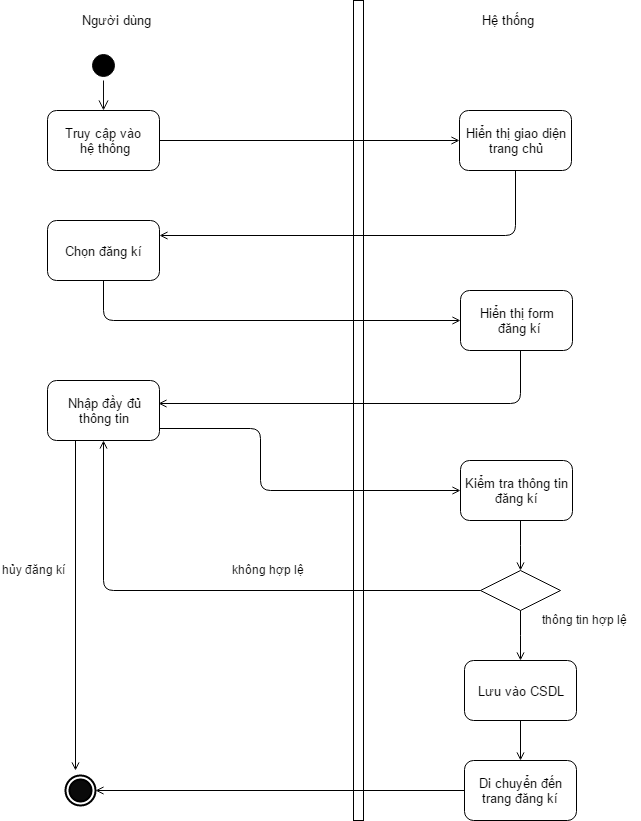 Người dùng
Hệ thống
Truy cập vào
hệ thống
Hiển thị giao diện
trang chủ
Chọn đăng kí
Hiển thị form
đăng kí
Nhập đầy đủ
thông tin
Kiểm tra thông tin
đăng kí
hủy đăng kí
không hợp lệ
thông tin hợp lệ
Lưu vào CSDL
Di chuyển đến
trang đăng kí